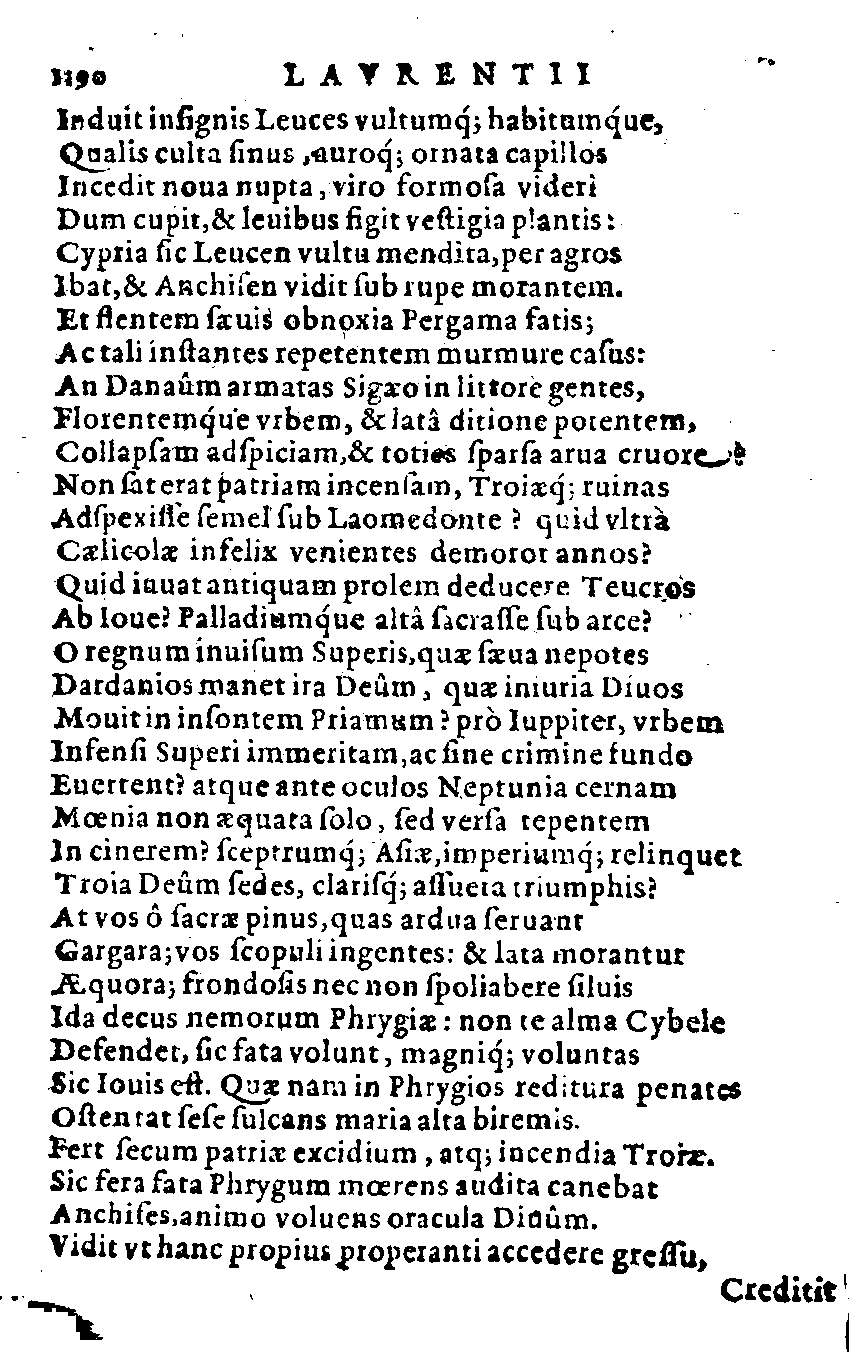 1190 LAVRENTII
Induit inſignis Leuces vultumq́; habitumq́ue,
Qualis culta ſinus, auroq́; ornata capillos
Incedit noua nupta, viro formoſa videri
Dum cupit, & leuibus figit veſtigia plantis:
Cypria ſic Leucen vultu mendita, per agros
Ibat, & Anchiſen vidit ſub rupe morantem.
Et flentem ſæuis obnoxia Pergama fatis;
Ac tali inſtantes repetentem murmure caſus:
An Danaûm armatas Sigæo in littore gentes,
Florentemq́ue vrbem, & latâ ditione potentem,
Collapſam adſpiciam, & toties ſparſa arua cruore?
Non ſat erat patriam incenſam, Troiæq́; ruinas
Adſpexiſſe ſemel ſub Laomedonte? quid vltrà
Cælicolæ infelix venientes demoror annos?
Quid iuuat antiquam prolem deducere Teucros
Ab Ioue? Palladiumq́ue altâ ſacraſſe ſub arce?
O regnum inuiſum Superis, quæ ſæua nepotes
Dardanios manet ira Deûm, quæ iniuria Diuos
Mouit in inſontem Priamum? prò Iuppiter, vrbem
Infenſi Superi immeritam, ac ſine crimine fundo
Euertent? atque ante oculos Neptunia cernam
Mœnia non æquata ſolo, ſed verſa tepentem
In cinerem? ſceptrumq́; Aſiæ, imperiumq́; relinquet
Troia Deûm ſedes, clariſq́; aſſueta triumphis?
At vos ô ſacræ pinus, quas ardua ſeruant
Gargara; vos ſcopuli ingentes: & lata morantur
Æquora; frondoſis nec non ſpoliabere ſiluis
Ida decus nemorum Phrygiæ: non te alma Cybele
Defendet, ſic fata volunt, magniq́; voluntas
Sic Iouis eſt. Quæ nam in Phrygios reditura penates
Oſtentat ſeſe ſulcans maria alta biremis.
Fert ſecum patriæ excidium, atq; incendia Troiæ.
Sic fera fata Phrygum mœrens audita canebat
Anchiſes, animo voluens oracula Diuûm.
Vidit vt hanc propius properanti accedere greſſu,
Creditit